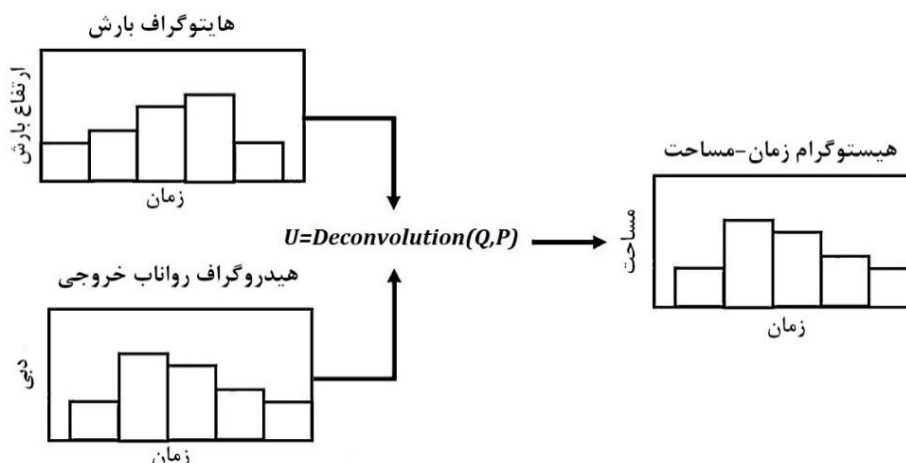 هایتوگراف بارش
ارتفاع بارش
زمان
هیستوگرام زمان-مساحت
مساحت
زمان
U=Deconvolution(Q,P)
هیدروگراف رواناب خروجی
دبی
زمان